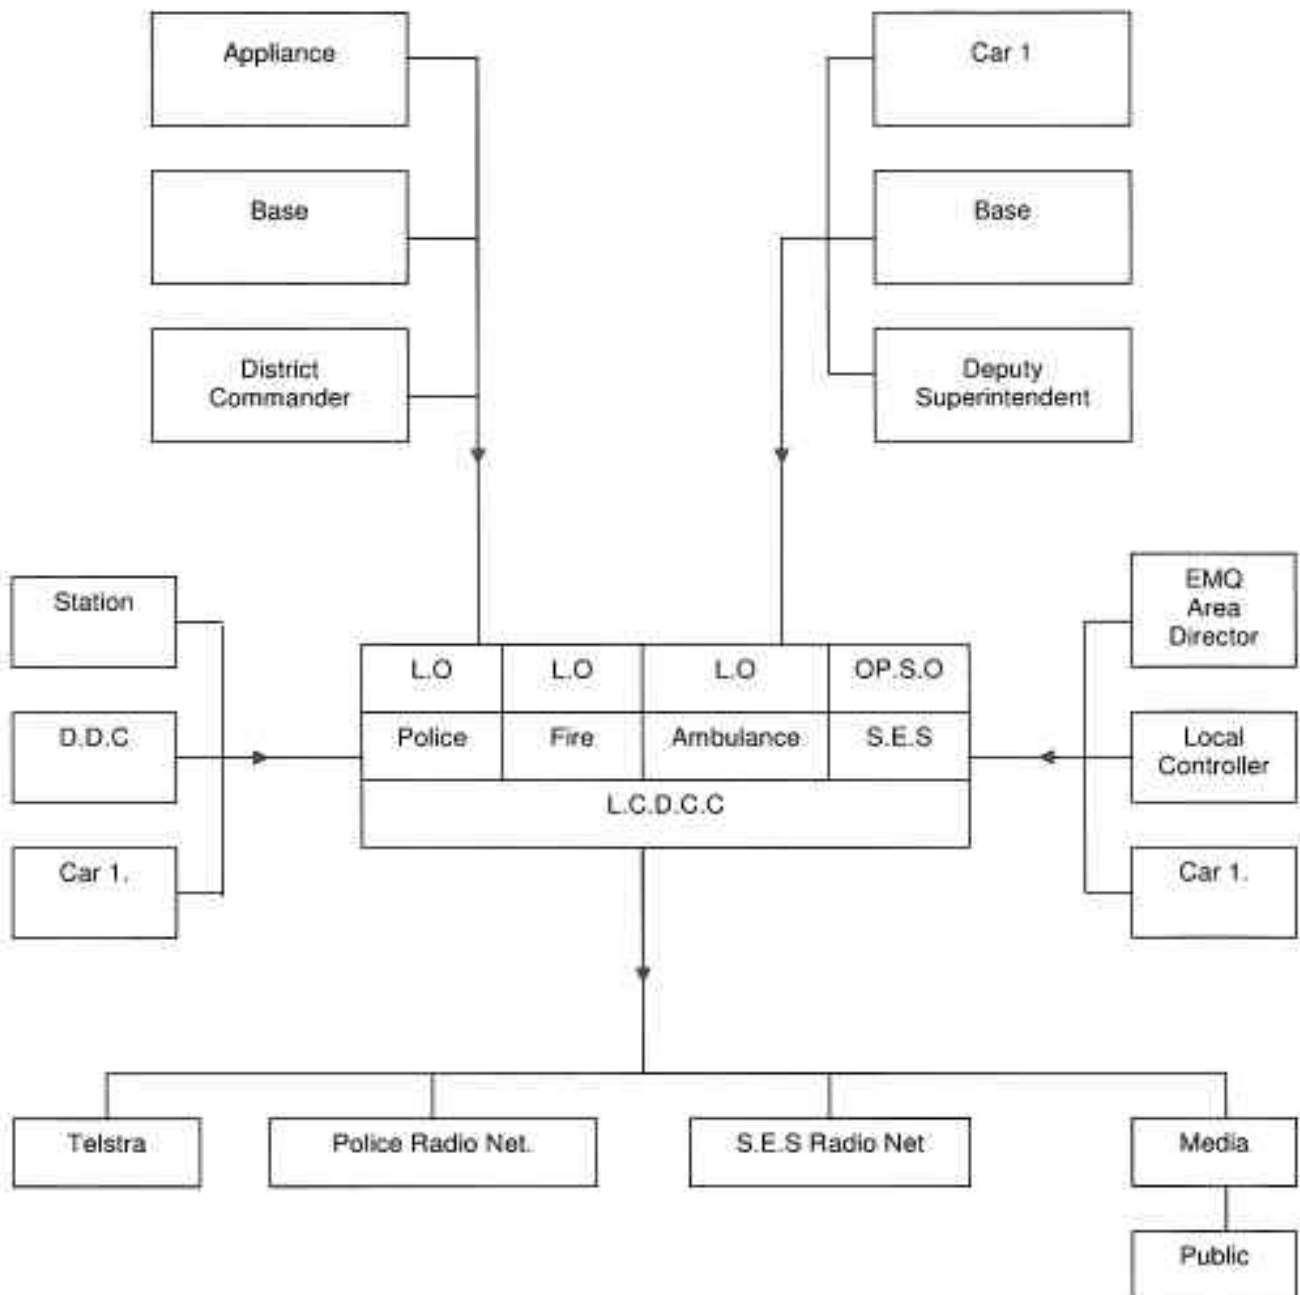 Appliance
Car 1
Base
Base
District
Commander
Deputy
Superintendent
Station
EMQ
Area
Director
L.O
L.O
L.O
OP.S.O
D.D.C
Police
Fire
Ambulance
S.E.S
Local
Controller
L.C.D.C.C
Car 1.
Car 1.
Telstra
Police Radio Net.
S.E.S Radio Net
Media
Public